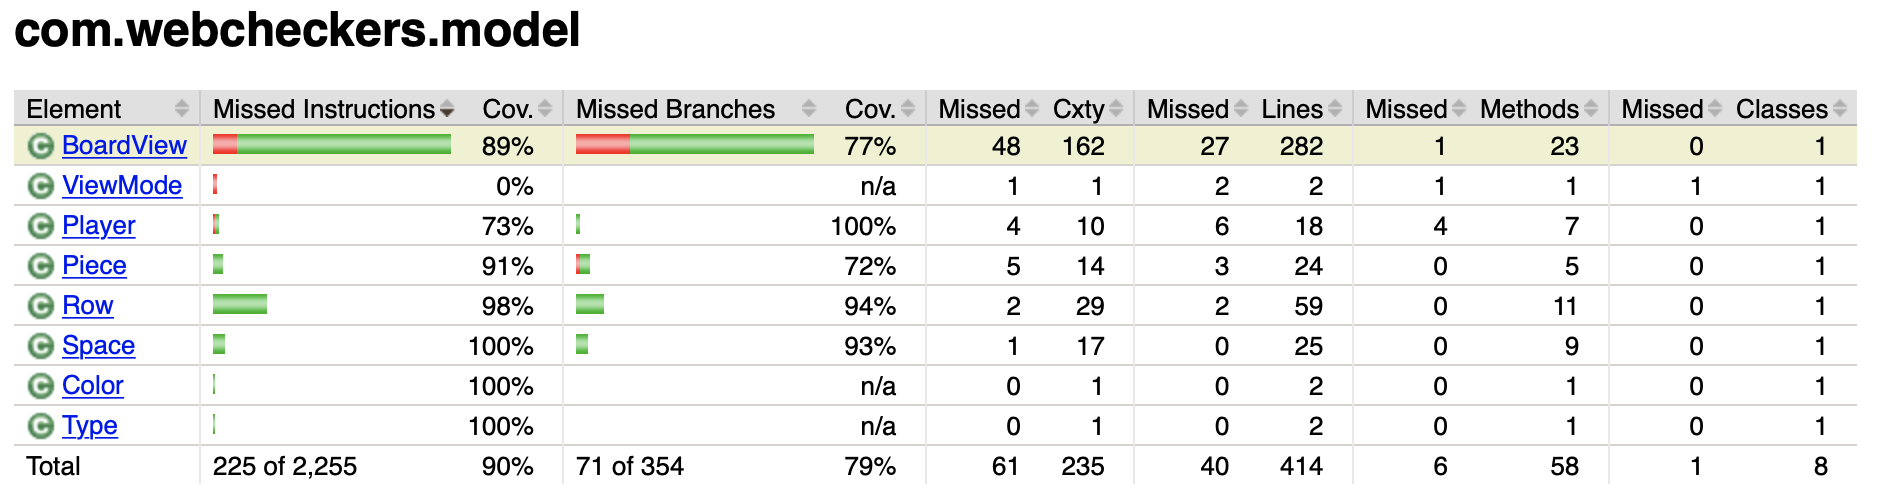 com.webcheckers.model
Element Missed Instructions Cov. Missed Branches Cov. Missed Cxty Missed Lines Missed Methods Missed Classes
C BoardView 89% 77% 48 162 27 282 1 23 0 1
C ViewMode 0% n/a 1 1 2 2 1 1 1 1
C Player 73% 100% 4 10 6 18 4 7 0 1
C Piece 91% 72% 5 14 3 24 0 5 0 1
C Row 98% 94% 2 29 2 59 0 11 0 1
C Space 100% 93% 1 17 0 25 0 9 0 1
C Color 100% n/a 0 1 0 2 0 1 0 1
C Type 100% n/a 0 1 0 2 0 1 0 1
Total 225 of 2,255 90% 71 of 354 79% 61 235 40 414 6 58 1 8